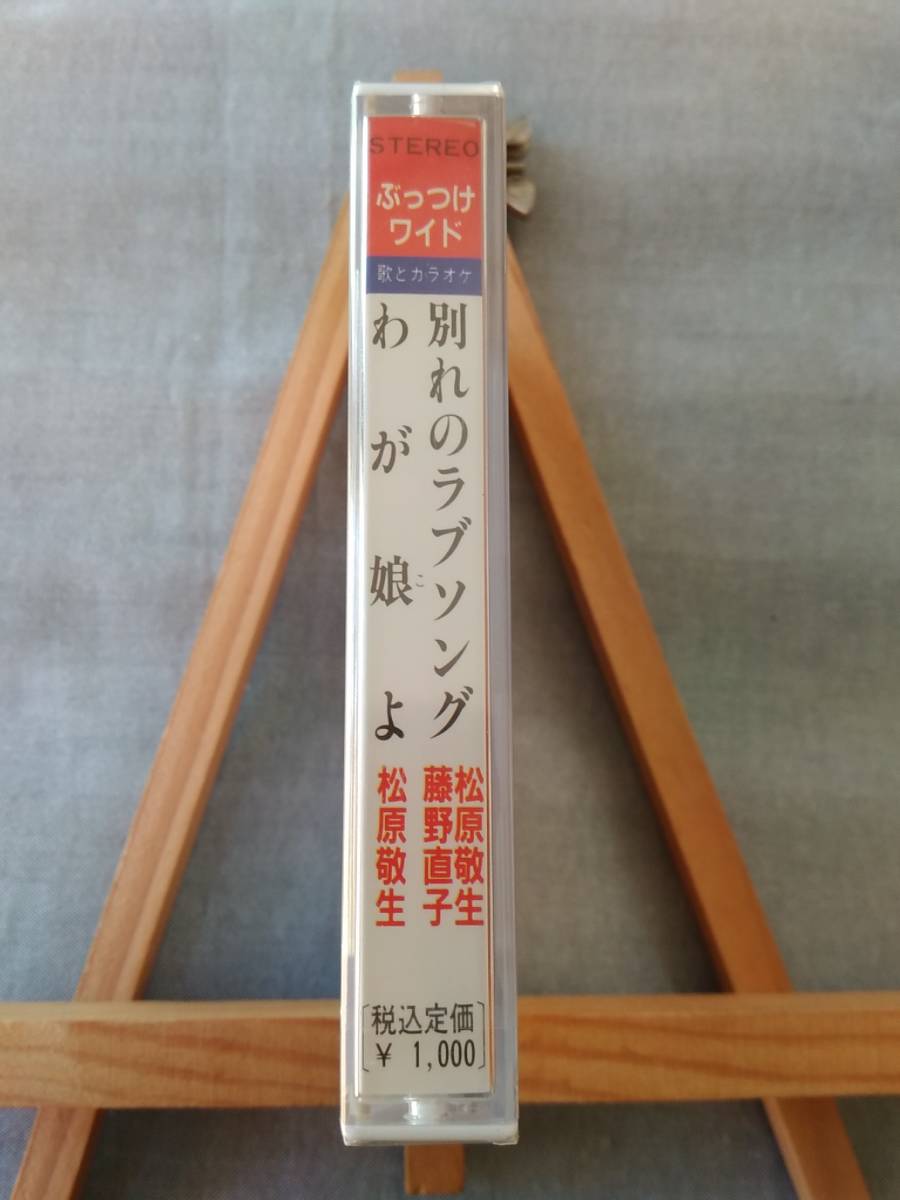 STEREO
ぶっつけ
ワイド
歌とカラオケ
別れのラブソング
松原敬生
藤野直子
わが娘よ
こ
松原敬生
[税込定価
¥ 1,000]